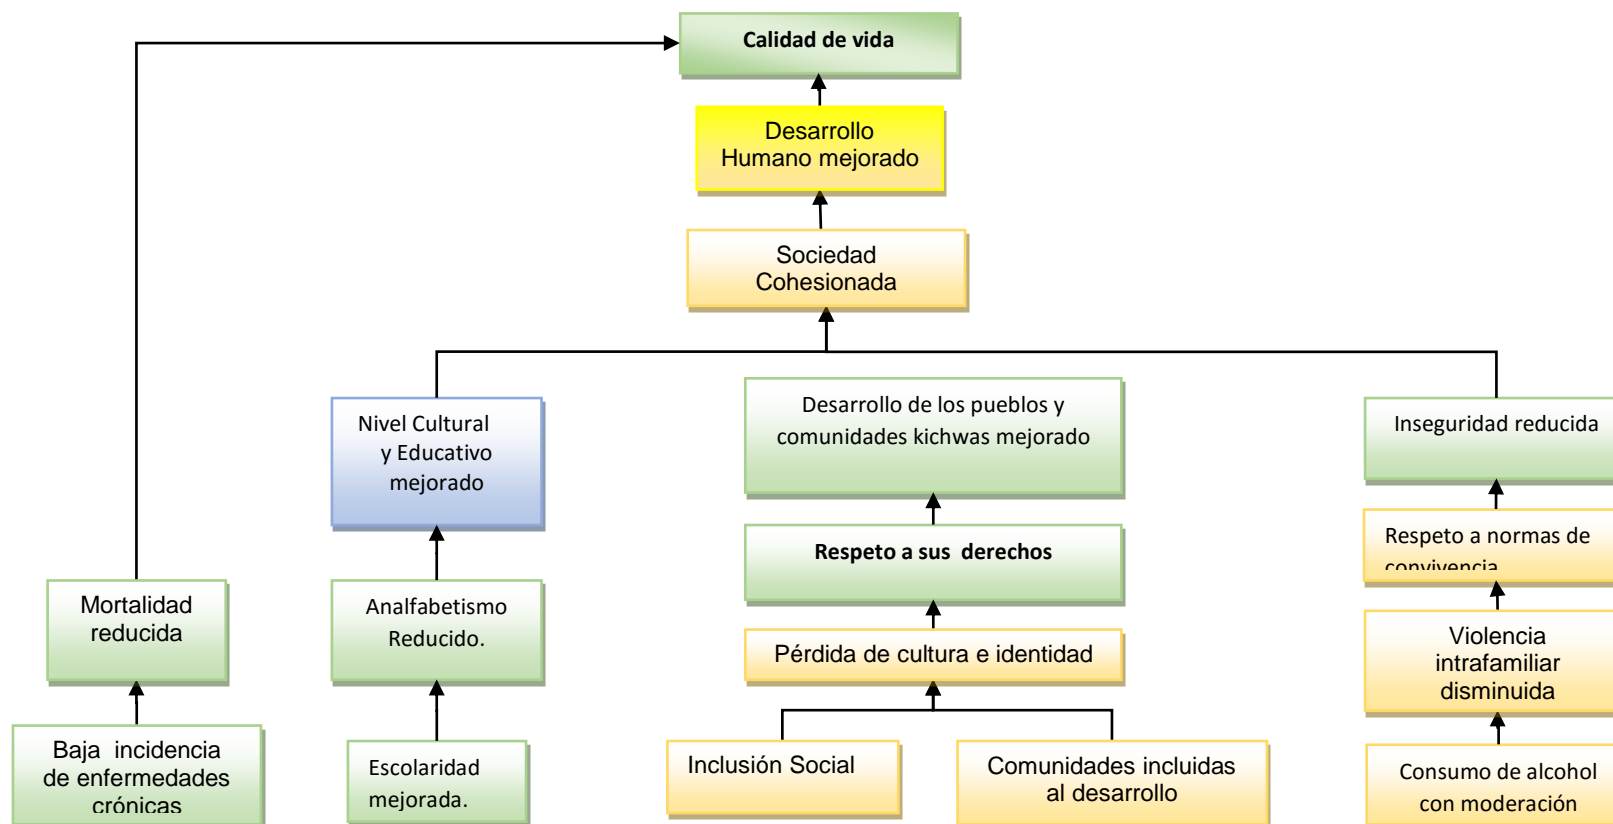 Calidad de vida
Desarrollo
Humano mejorado
Sociedad
Cohesionada
Nivel Cultural
y Educativo
mejorado
Desarrollo de los pueblos y
comunidades kichwas mejorado
Inseguridad reducida
Respeto a sus derechos
Respeto a normas de
convivencia
Mortalidad
reducida
Analfabetismo
Reducido.
Pérdida de cultura e identidad
Violencia
intrafamiliar
disminuida
Baja incidencia
de enfermedades
crónicas
Escolaridad
mejorada.
Inclusión Social
Comunidades incluidas
al desarrollo
Consumo de alcohol
con moderación